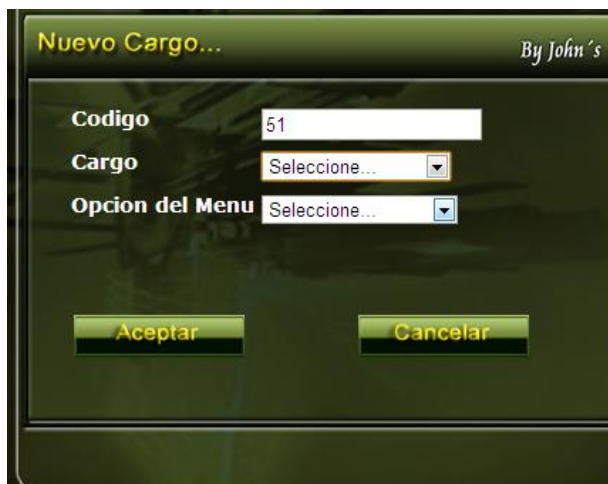 Nuevo Cargo...
By John´s
Codigo 51
Cargo Seleccione...
Opcion del Menu Seleccione...
Aceptar Cancelar